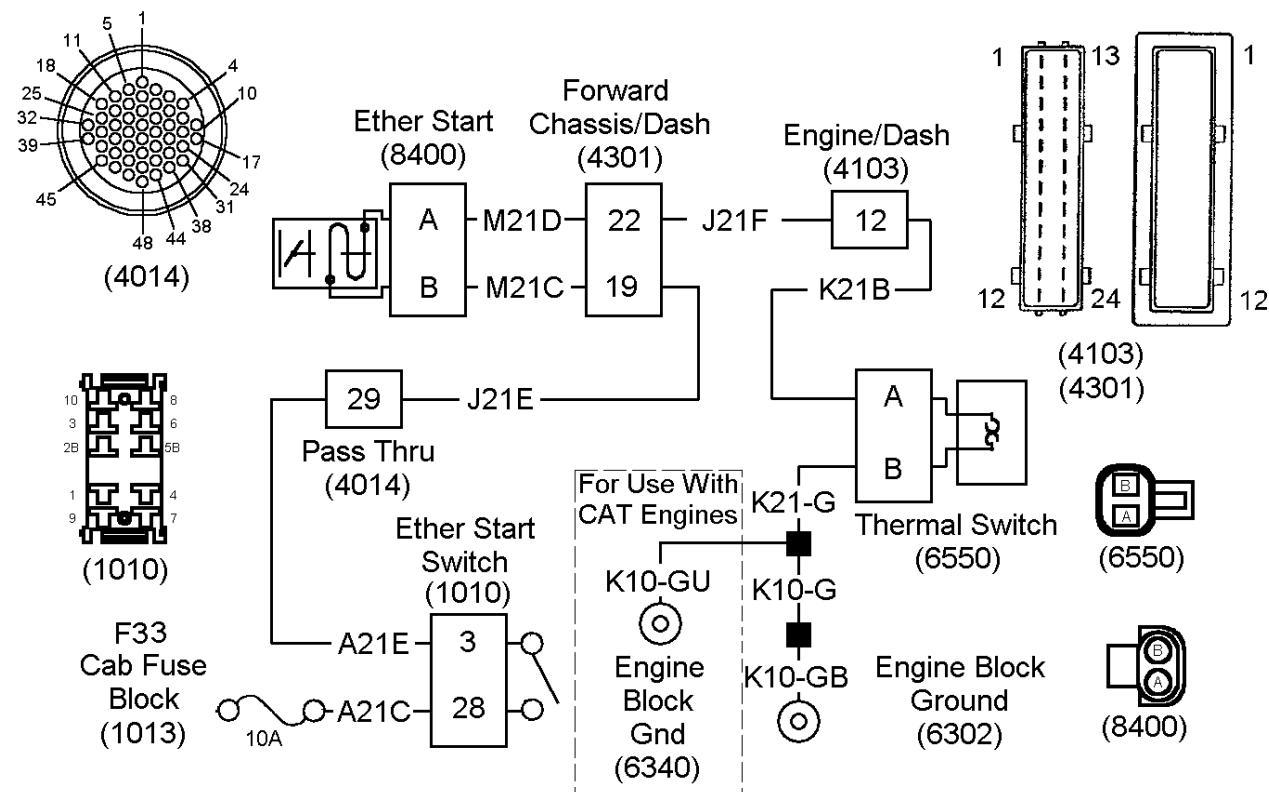 1
5
11
18
25
32
39
45
48
44
38
31
24
17
10
4
(4014)
Ether Start
(8400)
A
B
M21D
M21C
Forward
Chassis/Dash
(4301)
22
19
J21F
Engine/Dash
(4103)
12
K21B
1
13
12
24
1
12
(4103)
(4301)
10
3
2B
1
9
8
6
5B
4
7
(1010)
29
J21E
Pass Thru
(4014)
A
B
Thermal Switch
(6550)
B
A
(6550)
For Use With
CAT Engines
K21-G
K10-GU
K10-G
K10-GB
Ether Start
Switch
(1010)
A21E
3
A21C
28
F33
Cab Fuse
Block
(1013)
10A
Engine
Block
Gnd
(6340)
Engine Block
Ground
(6302)
B
A
(8400)